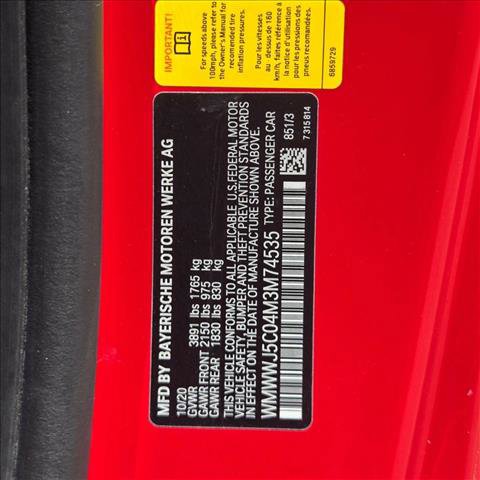 IMPORTANT!
For speeds above
100mph, please refer to
the Owner's Manual for
recommended tire
inflation pressures.
Pour les vitesses
au - dessus de 160
km/h, faites référence à
la notice d'utilisation
pour les pressions des
pneus recomandées.
6859729
MFD BY BAYERISCHE MOTOREN WERKE AG
10/20
GVWR 3891 lbs 1765 kg
GAWR FRONT 2150 lbs 975 kg
GAWR REAR 1830 lbs 830 kg
THIS VEHICLE CONFORMS TO ALL APPLICABLE U.S.FEDERAL MOTOR
VEHICLE SAFETY, BUMPER AND THEFT PREVENTION STANDARDS
IN EFFECT ON THE DATE OF MANUFACTURE SHOWN ABOVE.
WMWWJ5C04M3M74535 TYPE: PASSENGER CAR
851/3
7 315 814